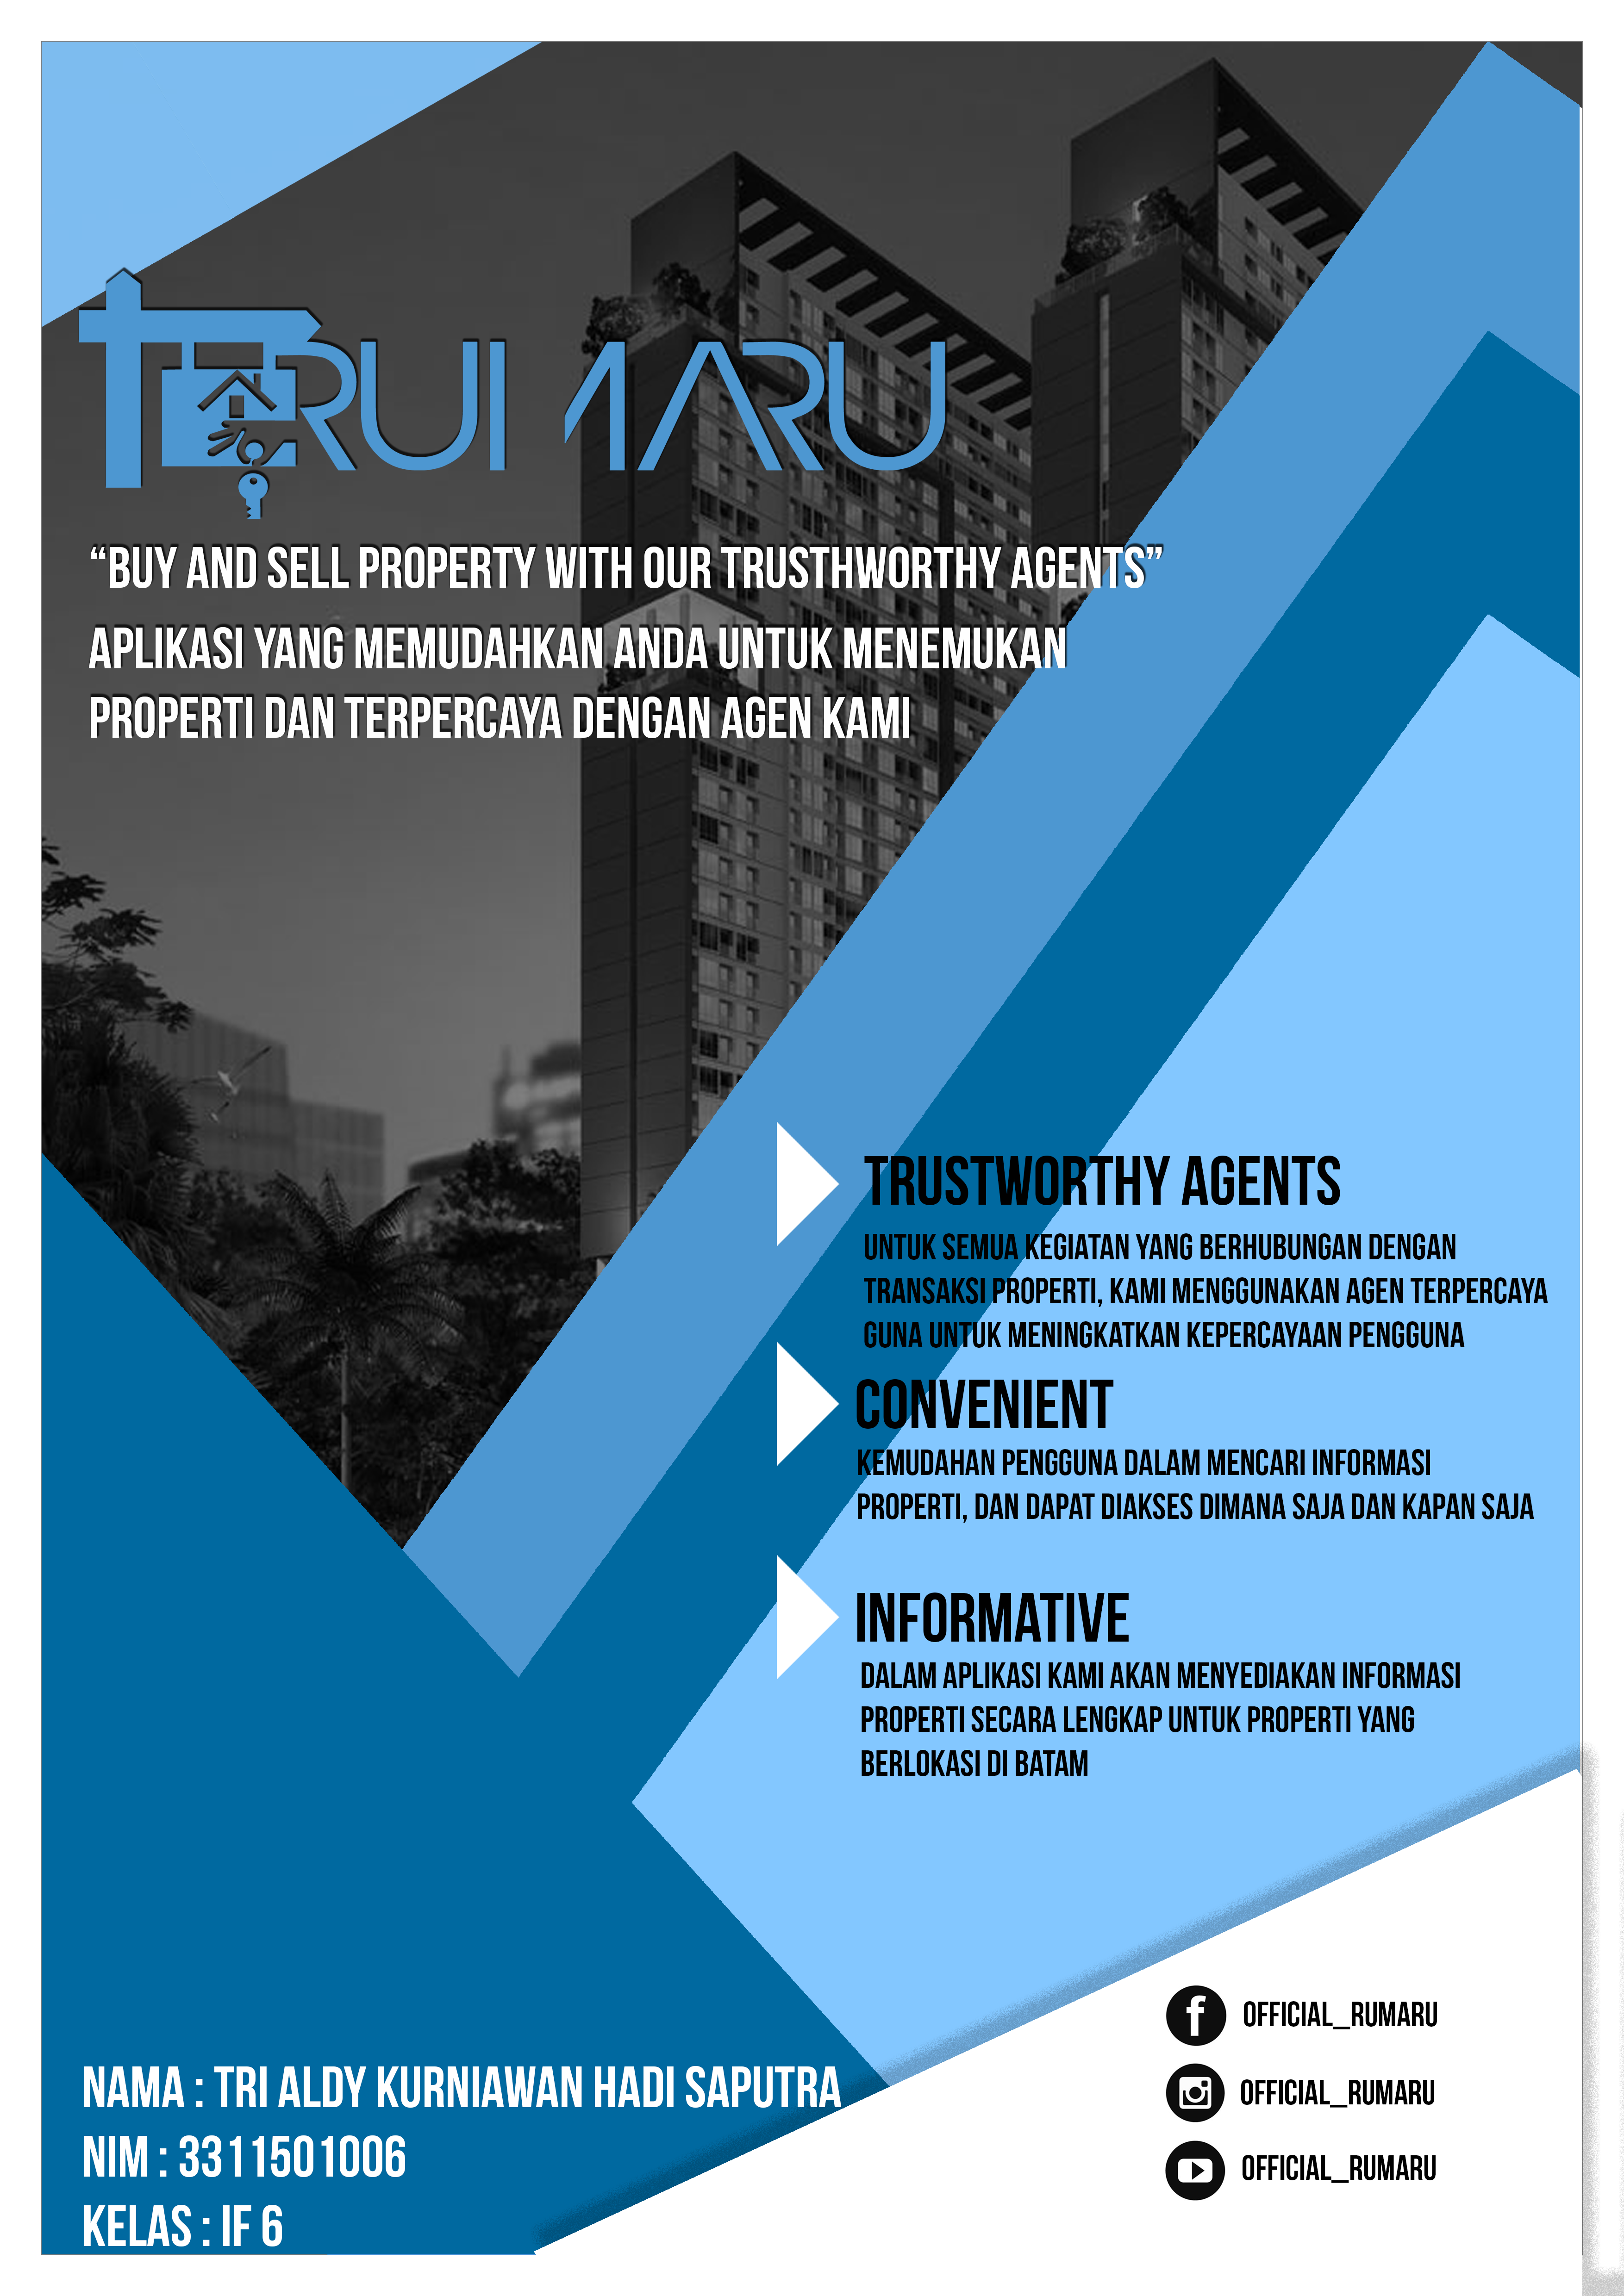 RUMARU
“BUY AND SELL PROPERTY WITH OUR TRUSTHWORTHY AGENTS”
APLIKASI YANG MEMUDAHKAN ANDA UNTUK MENEMUKAN
PROPERTI DAN TERPERCAYA DENGAN AGEN KAMI
TRUSTWORTHY AGENTS
UNTUK SEMUA KEGIATAN YANG BERHUBUNGAN DENGAN
TRANSAKSI PROPERTI, KAMI MENGGUNAKAN AGEN TERPERCAYA
GUNA UNTUK MENINGKATKAN KEPERCAYAAN PENGGUNA
CONVENIENT
KEMUDAHAN PENGGUNA DALAM MENCARI INFORMASI
PROPERTI, DAN DAPAT DIAKSES DIMANA SAJA DAN KAPAN SAJA
INFORMATIVE
DALAM APLIKASI KAMI AKAN MENYEDIAKAN INFORMASI
PROPERTI SECARA LENGKAP UNTUK PROPERTI YANG
BERLOKASI DI BATAM
OFFICIAL_RUMARU
OFFICIAL_RUMARU
OFFICIAL_RUMARU
NAMA : TRI ALDY KURNIAWAN HADI SAPUTRA
NIM : 3311501006
KELAS : IF 6